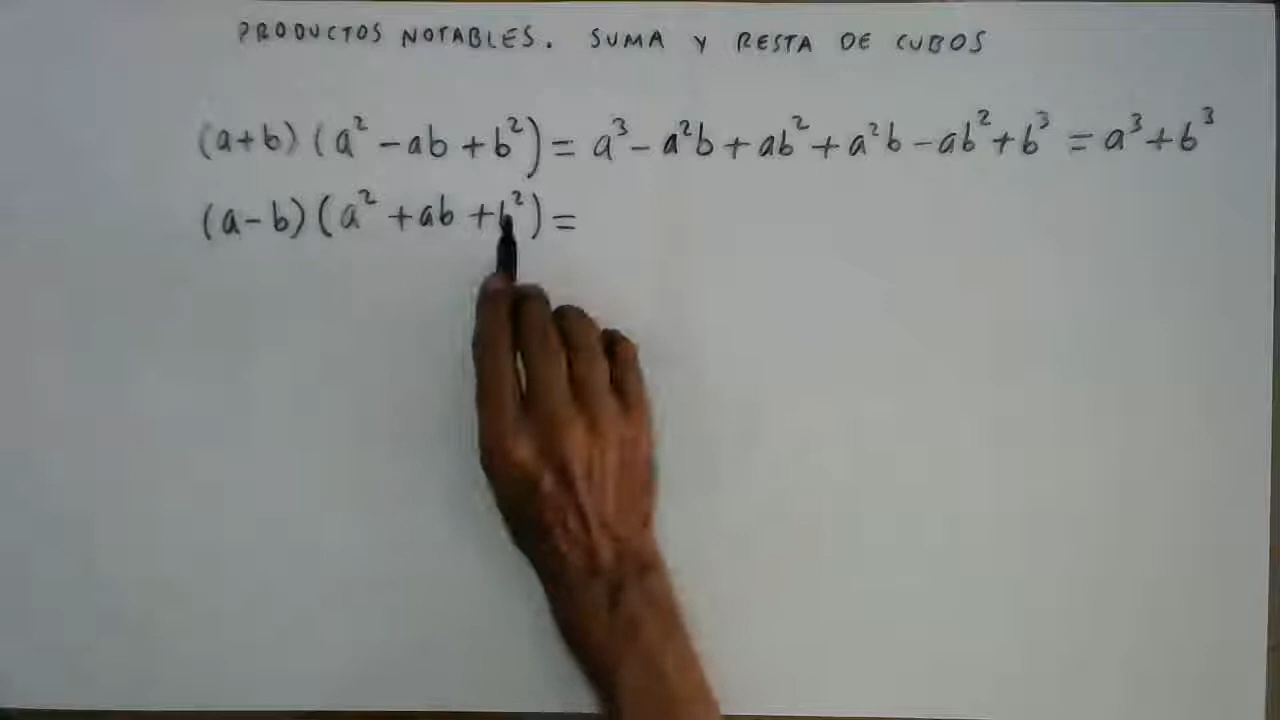 PRODUCTOS NOTABLES. SUMA Y RESTA DE CUBOS
(a+b)(a² - ab + b²) = a³ - a²b + ab² + a²b - ab² + b³ = a³ + b³
(a-b)(a² + ab + b²) =